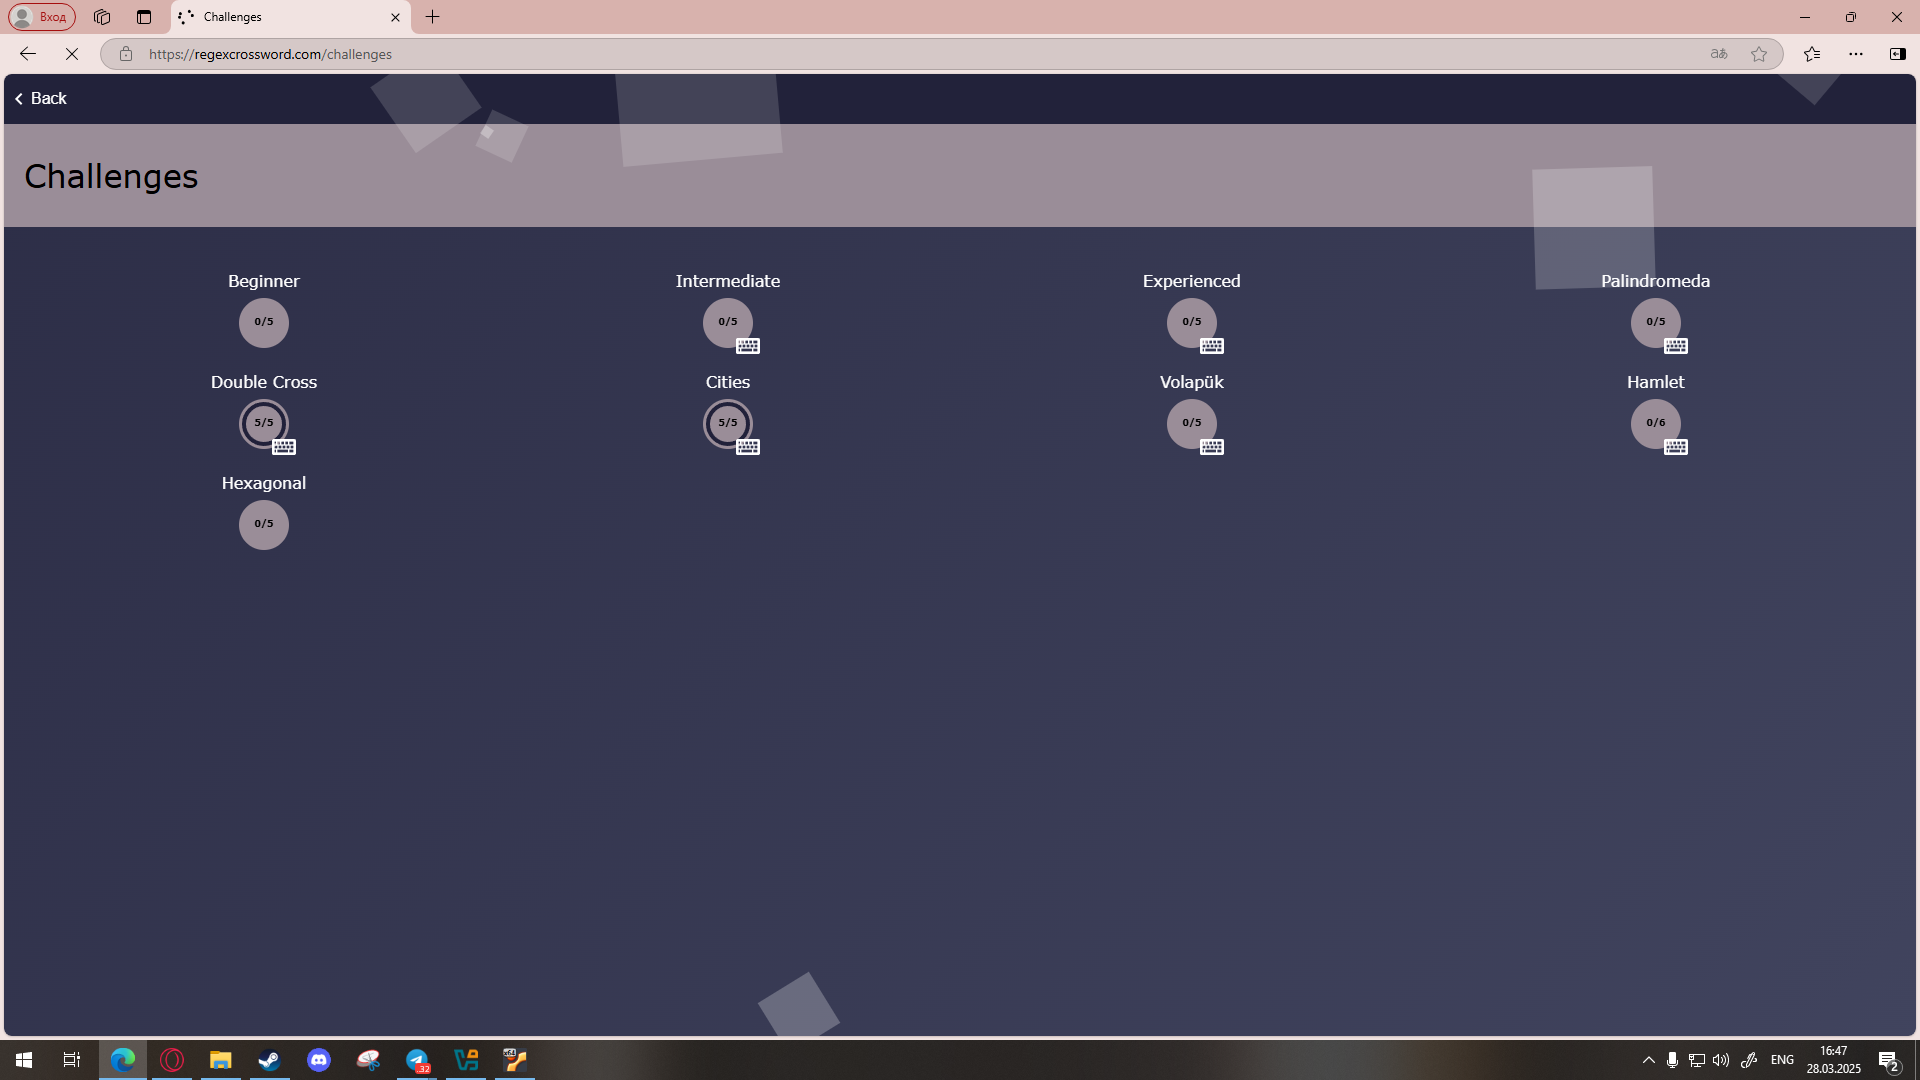 Вход
Challenges
https://regexcrossword.com/challenges
Back
Challenges
Beginner
0/5
Intermediate
0/5
Experienced
0/5
Palindromeda
0/5
Double Cross
5/5
Cities
5/5
Volapük
0/5
Hamlet
0/6
Hexagonal
0/5
32
ENG
16:47
28.03.2025
2